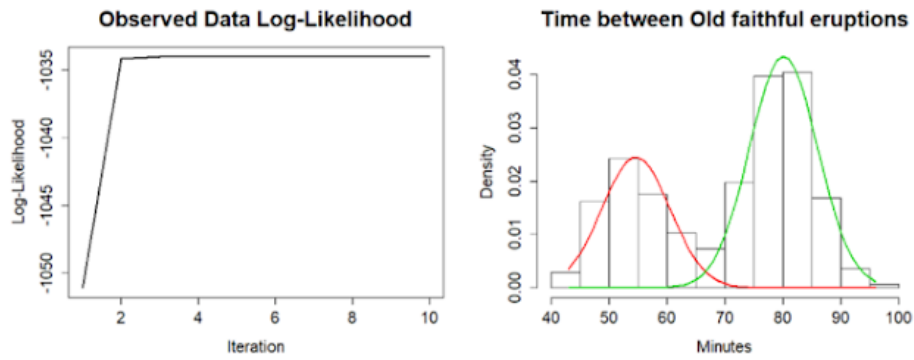 Observed Data Log-Likelihood
Log-Likelihood
-1035
-1040
-1045
-1050
2 4 6 8 10
Iteration
Time between Old faithful eruptions
Density
0.04
0.03
0.02
0.01
0.00
40 50 60 70 80 90 100
Minutes